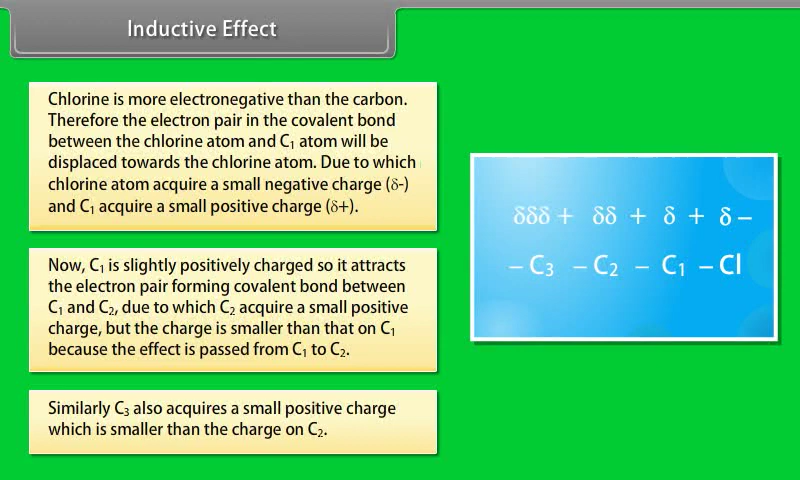 Inductive Effect
Chlorine is more electronegative than the carbon.
Therefore the electron pair in the covalent bond
between the chlorine atom and C₁ atom will be
displaced towards the chlorine atom. Due to which
chlorine atom acquire a small negative charge (δ-)
and C₁ acquire a small positive charge (δ+).
Now, C₁ is slightly positively charged so it attracts
the electron pair forming covalent bond between
C₁ and C₂, due to which C₂ acquire a small positive
charge, but the charge is smaller than that on C₁
because the effect is passed from C₁ to C₂.
Similarly C₃ also acquires a small positive charge
which is smaller than the charge on C₂.
δδδ + δδ + δ + δ –
– C₃ – C₂ – C₁ – Cl